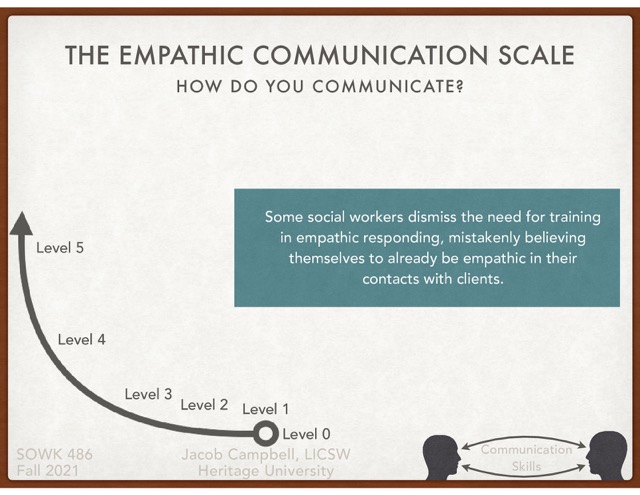 THE EMPATHIC COMMUNICATION SCALE
HOW DO YOU COMMUNICATE?
Some social workers dismiss the need for training
in empathic responding, mistakenly believing
themselves to already be empathic in their
contacts with clients.
Level 5
Level 4
Level 3
Level 2
Level 1
Level 0
SOWK 486
Fall 2021
Jacob Campbell, LICSW
Heritage University
Communication
Skills